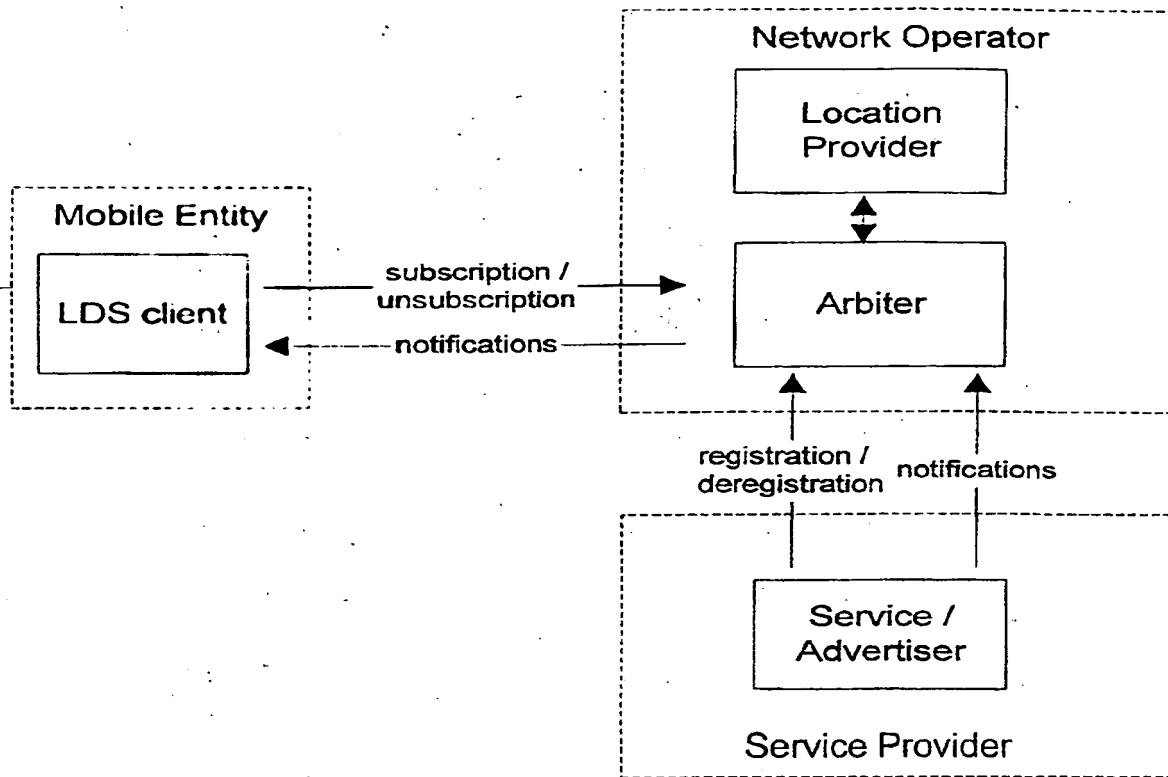 Network Operator
Location
Provider
Mobile Entity
LDS client
subscription /
unsubscription
notifications
Arbiter
registration /
deregistration
notifications
Service /
Advertiser
Service Provider